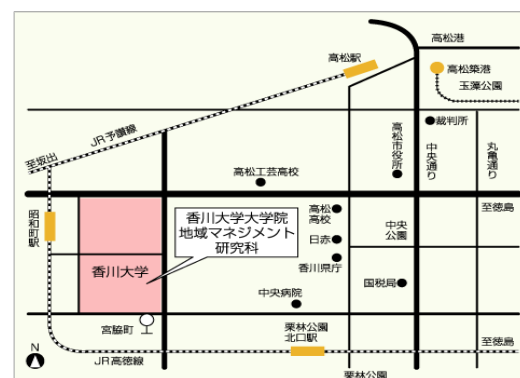 高松港
高松駅
高松築港
玉藻公園
JR予讃線
裁判所
高松市役所
中央通り
丸亀通り
至坂出
高松工芸高校
昭和町駅
香川大学大学院
地域マネジメント
研究科
高松
高校
中央
公園
至徳島
日赤
香川県庁
香川大学
国税局
中央病院
宮脇町
栗林公園
北口駅
至徳島
N
JR高徳線
栗林公園